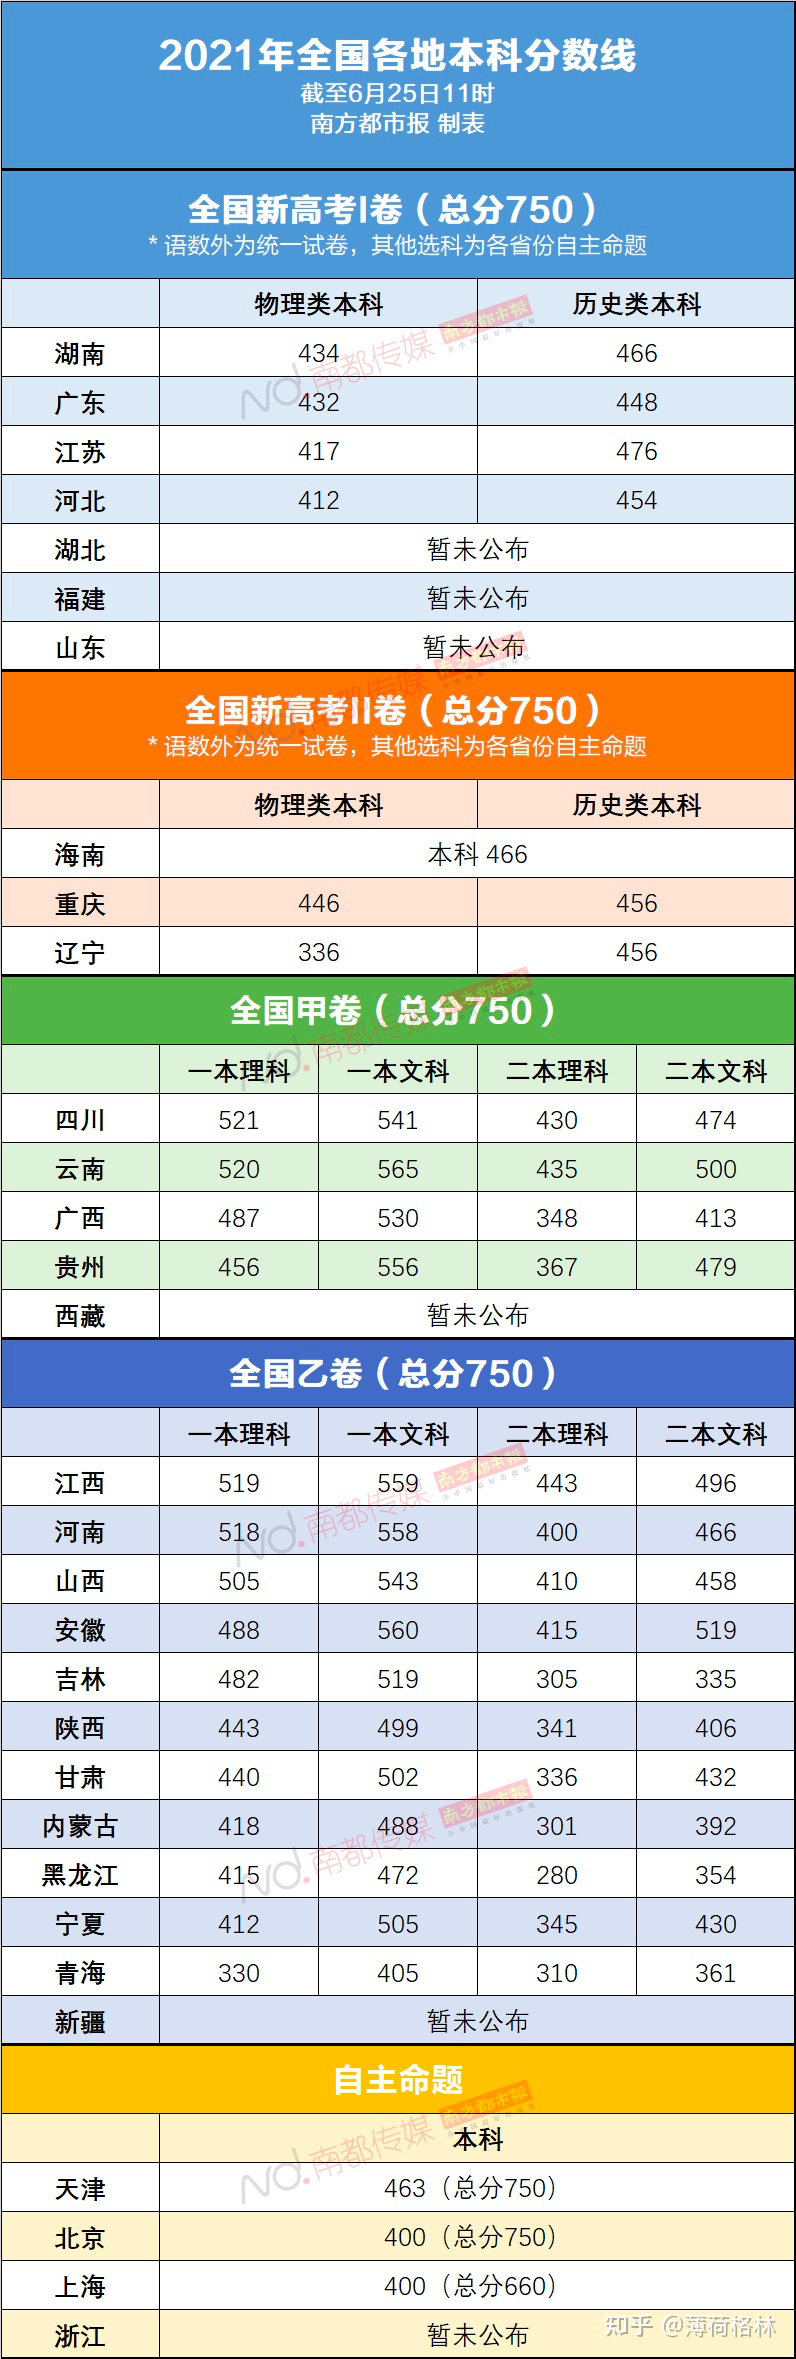 2021年全国各地本科分数线
截至6月25日11时
南方都市报 制表
全国新高考I卷（总分750）
* 语数外为统一试卷，其他选科为各省份自主命题
物理类本科 历史类本科
湖南 434 466
广东 432 448
江苏 417 476
河北 412 454
湖北 暂未公布
福建 暂未公布
山东 暂未公布
全国新高考II卷（总分750）
* 语数外为统一试卷，其他选科为各省份自主命题
物理类本科 历史类本科
海南 本科 466
重庆 446 456
辽宁 336 456
全国甲卷（总分750）
一本理科 一本文科 二本理科 二本文科
四川 521 541 430 474
云南 520 565 435 500
广西 487 530 348 413
贵州 456 556 367 479
西藏 暂未公布
全国乙卷（总分750）
一本理科 一本文科 二本理科 二本文科
江西 519 559 443 496
河南 518 558 400 466
山西 505 543 410 458
安徽 488 560 415 519
吉林 482 519 305 335
陕西 443 499 341 406
甘肃 440 502 336 432
内蒙古 418 488 301 392
黑龙江 415 472 280 354
宁夏 412 505 345 430
青海 330 405 310 361
新疆 暂未公布
自主命题
本科
天津 463（总分750）
北京 400（总分750）
上海 400（总分660）
浙江 暂未公布
知乎 @薄荷格林
Nd.南都传媒 南方都市报
办中国最好的报纸